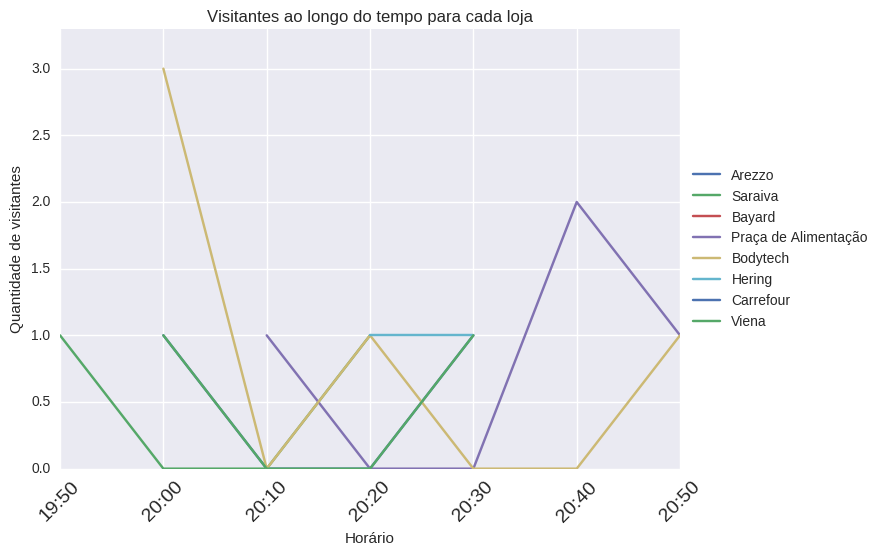 Visitantes ao longo do tempo para cada loja
Quantidade de visitantes
3.0
2.5
2.0
1.5
1.0
0.5
0.0
19:50
20:00
20:10
20:20
20:30
20:40
20:50
Horário
Arezzo
Saraiva
Bayard
Praça de Alimentação
Bodytech
Hering
Carrefour
Viena